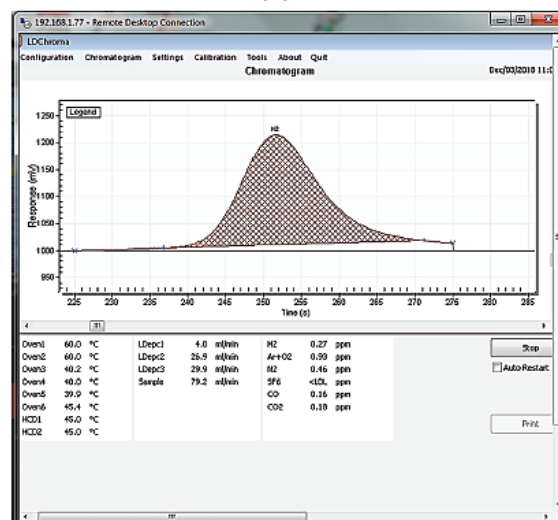 192.168.1.77 - Remote Desktop Connection
LDChroma
Configuration Chromatogram Settings Calibration Tools About Quit
Chromatogram
Dec/03/2018 11:0
Legend
H2
Response (mV)
1250
1200
1150
1100
1050
1000
950
225 230 235 240 245 250 255 260 265 270 275 280 285
Time (s)
Oven1 60.0 °C LDepc1 4.0 ml/min H2 0.27 ppm
Oven2 60.0 °C LDepc2 26.9 ml/min Ar+O2 0.93 ppm
Oven3 40.2 °C LDepc3 29.9 ml/min N2 0.46 ppm
Oven4 40.0 °C Sample 79.2 ml/min SF6 <LDL ppm
Oven5 39.9 °C CO 0.16 ppm
Oven6 45.4 °C CO2 0.18 ppm
HCD1 45.0 °C
HCD2 45.0 °C
Stop
Auto Restart
Print